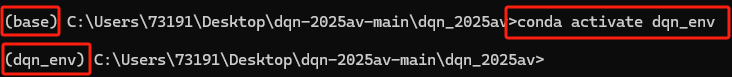 (base) C:\Users\73191\Desktop\dqn-2025av-main\dqn_2025av>conda activate dqn_env
(dqn_env) C:\Users\73191\Desktop\dqn-2025av-main\dqn_2025av>